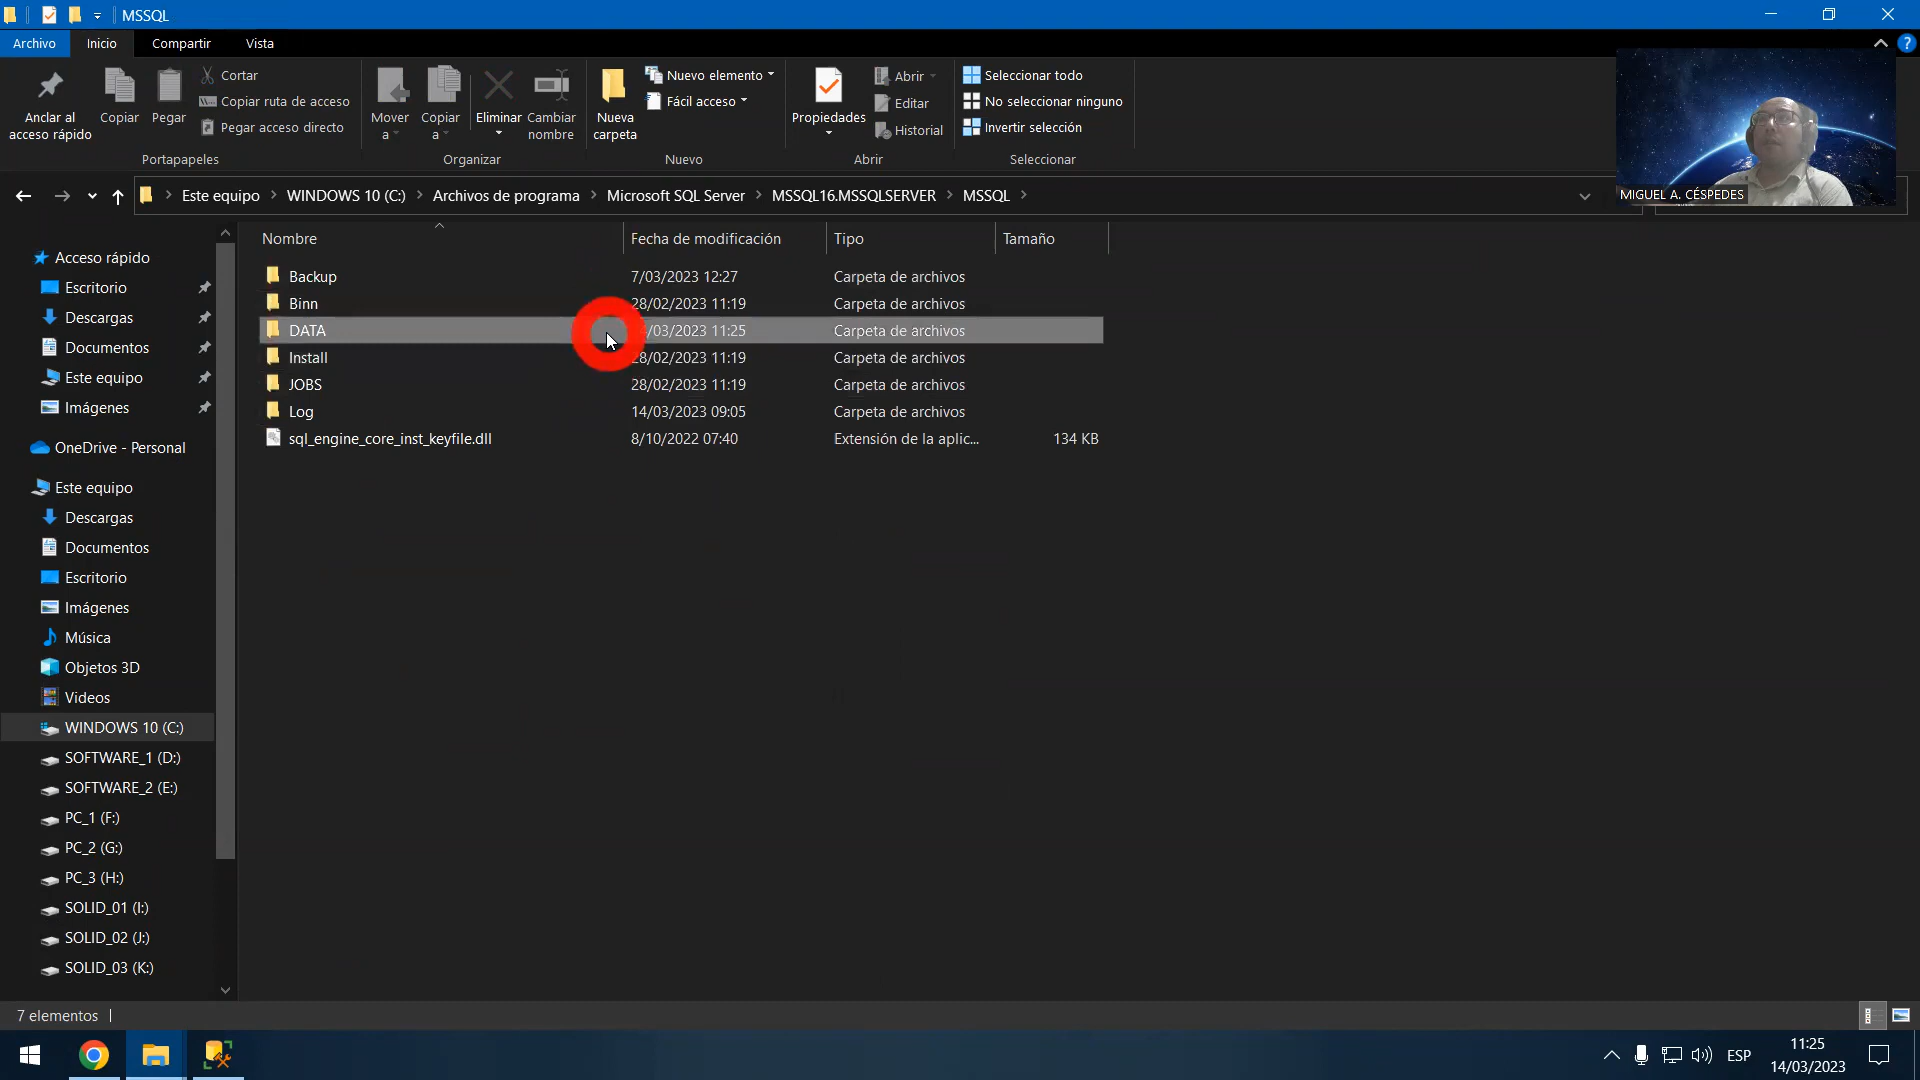 MSSQL
Archivo Inicio Compartir Vista
Anclar al acceso rápido
Copiar
Pegar
Cortar
Copiar ruta de acceso
Pegar acceso directo
Portapapeles
Mover a
Copiar a
Eliminar
Cambiar nombre
Organizar
Nueva carpeta
Nuevo elemento
Fácil acceso
Nuevo
Propiedades
Abrir
Editar
Historial
Abrir
Seleccionar todo
No seleccionar ninguno
Invertir selección
Seleccionar
MIGUEL A. CÉSPEDES
Este equipo > WINDOWS 10 (C:) > Archivos de programa > Microsoft SQL Server > MSSQL16.MSSQLSERVER > MSSQL >
Nombre Fecha de modificación Tipo Tamaño
Backup 7/03/2023 12:27 Carpeta de archivos
Binn 28/02/2023 11:19 Carpeta de archivos
DATA /03/2023 11:25 Carpeta de archivos
Install 28/02/2023 11:19 Carpeta de archivos
JOBS 28/02/2023 11:19 Carpeta de archivos
Log 14/03/2023 09:05 Carpeta de archivos
sql_engine_core_inst_keyfile.dll 8/10/2022 07:40 Extensión de la aplic... 134 KB
Acceso rápido
Escritorio
Descargas
Documentos
Este equipo
Imágenes
OneDrive - Personal
Este equipo
Descargas
Documentos
Escritorio
Imágenes
Música
Objetos 3D
Videos
WINDOWS 10 (C:)
SOFTWARE_1 (D:)
SOFTWARE_2 (E:)
PC_1 (F:)
PC_2 (G:)
PC_3 (H:)
SOLID_01 (I:)
SOLID_02 (J:)
SOLID_03 (K:)
7 elementos
ESP
11:25
14/03/2023